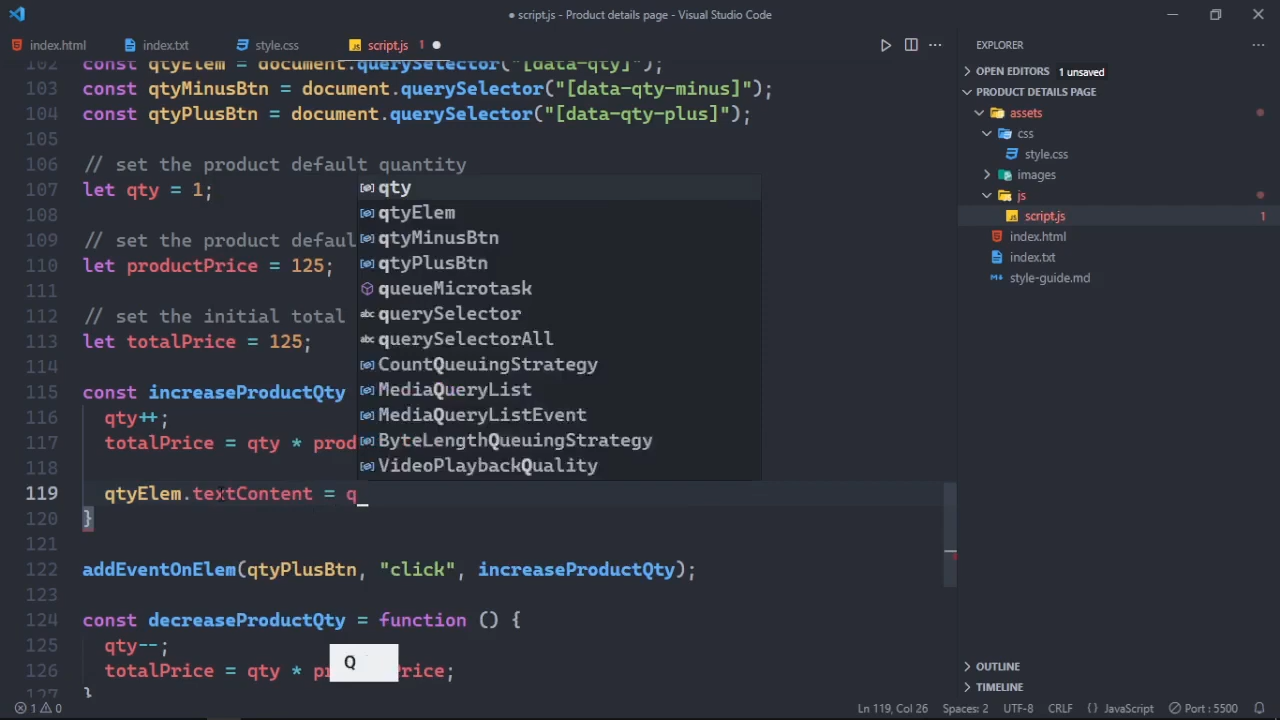 script.js - Product details page - Visual Studio Code
index.html
index.txt
style.css
script.js 1
102 const qtyElem = document.querySelector("[data-qty]");
103 const qtyMinusBtn = document.querySelector("[data-qty-minus]");
104 const qtyPlusBtn = document.querySelector("[data-qty-plus]");
105
106 // set the product default quantity
107 let qty = 1;
108
109 // set the product defaul
110 let productPrice = 125;
111
112 // set the initial total
113 let totalPrice = 125;
114
115 const increaseProductQty
116 qty++;
117 totalPrice = qty * prod
118
119 qtyElem.textContent = q
120 }
121
122 addEventOnElem(qtyPlusBtn, "click", increaseProductQty);
123
124 const decreaseProductQty = function () {
125 qty--;
126 totalPrice = qty * pr Price;
127 }
qty
qtyElem
qtyMinusBtn
qtyPlusBtn
queueMicrotask
abc querySelector
abc querySelectorAll
CountQueuingStrategy
MediaQueryList
MediaQueryListEvent
ByteLengthQueuingStrategy
VideoPlaybackQuality
Q
EXPLORER
OPEN EDITORS 1 unsaved
PRODUCT DETAILS PAGE
assets
css
style.css
images
js
JS script.js 1
index.html
index.txt
style-guide.md
OUTLINE
TIMELINE
1 0
Ln 119, Col 26
Spaces: 2
UTF-8
CRLF
{} JavaScript
Port : 5500